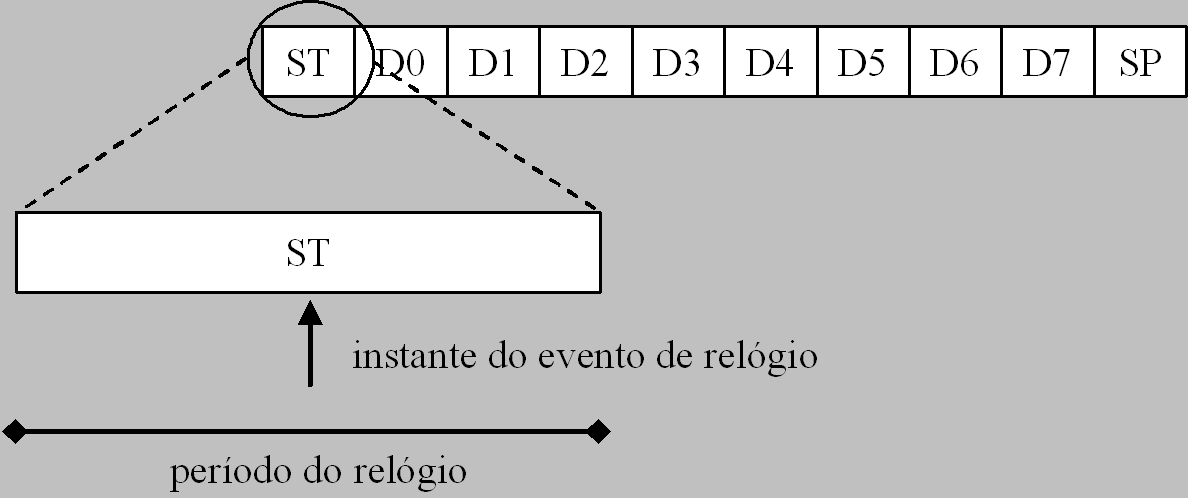 ST D0 D1 D2 D3 D4 D5 D6 D7 SP
ST
instante do evento de relógio
período do relógio